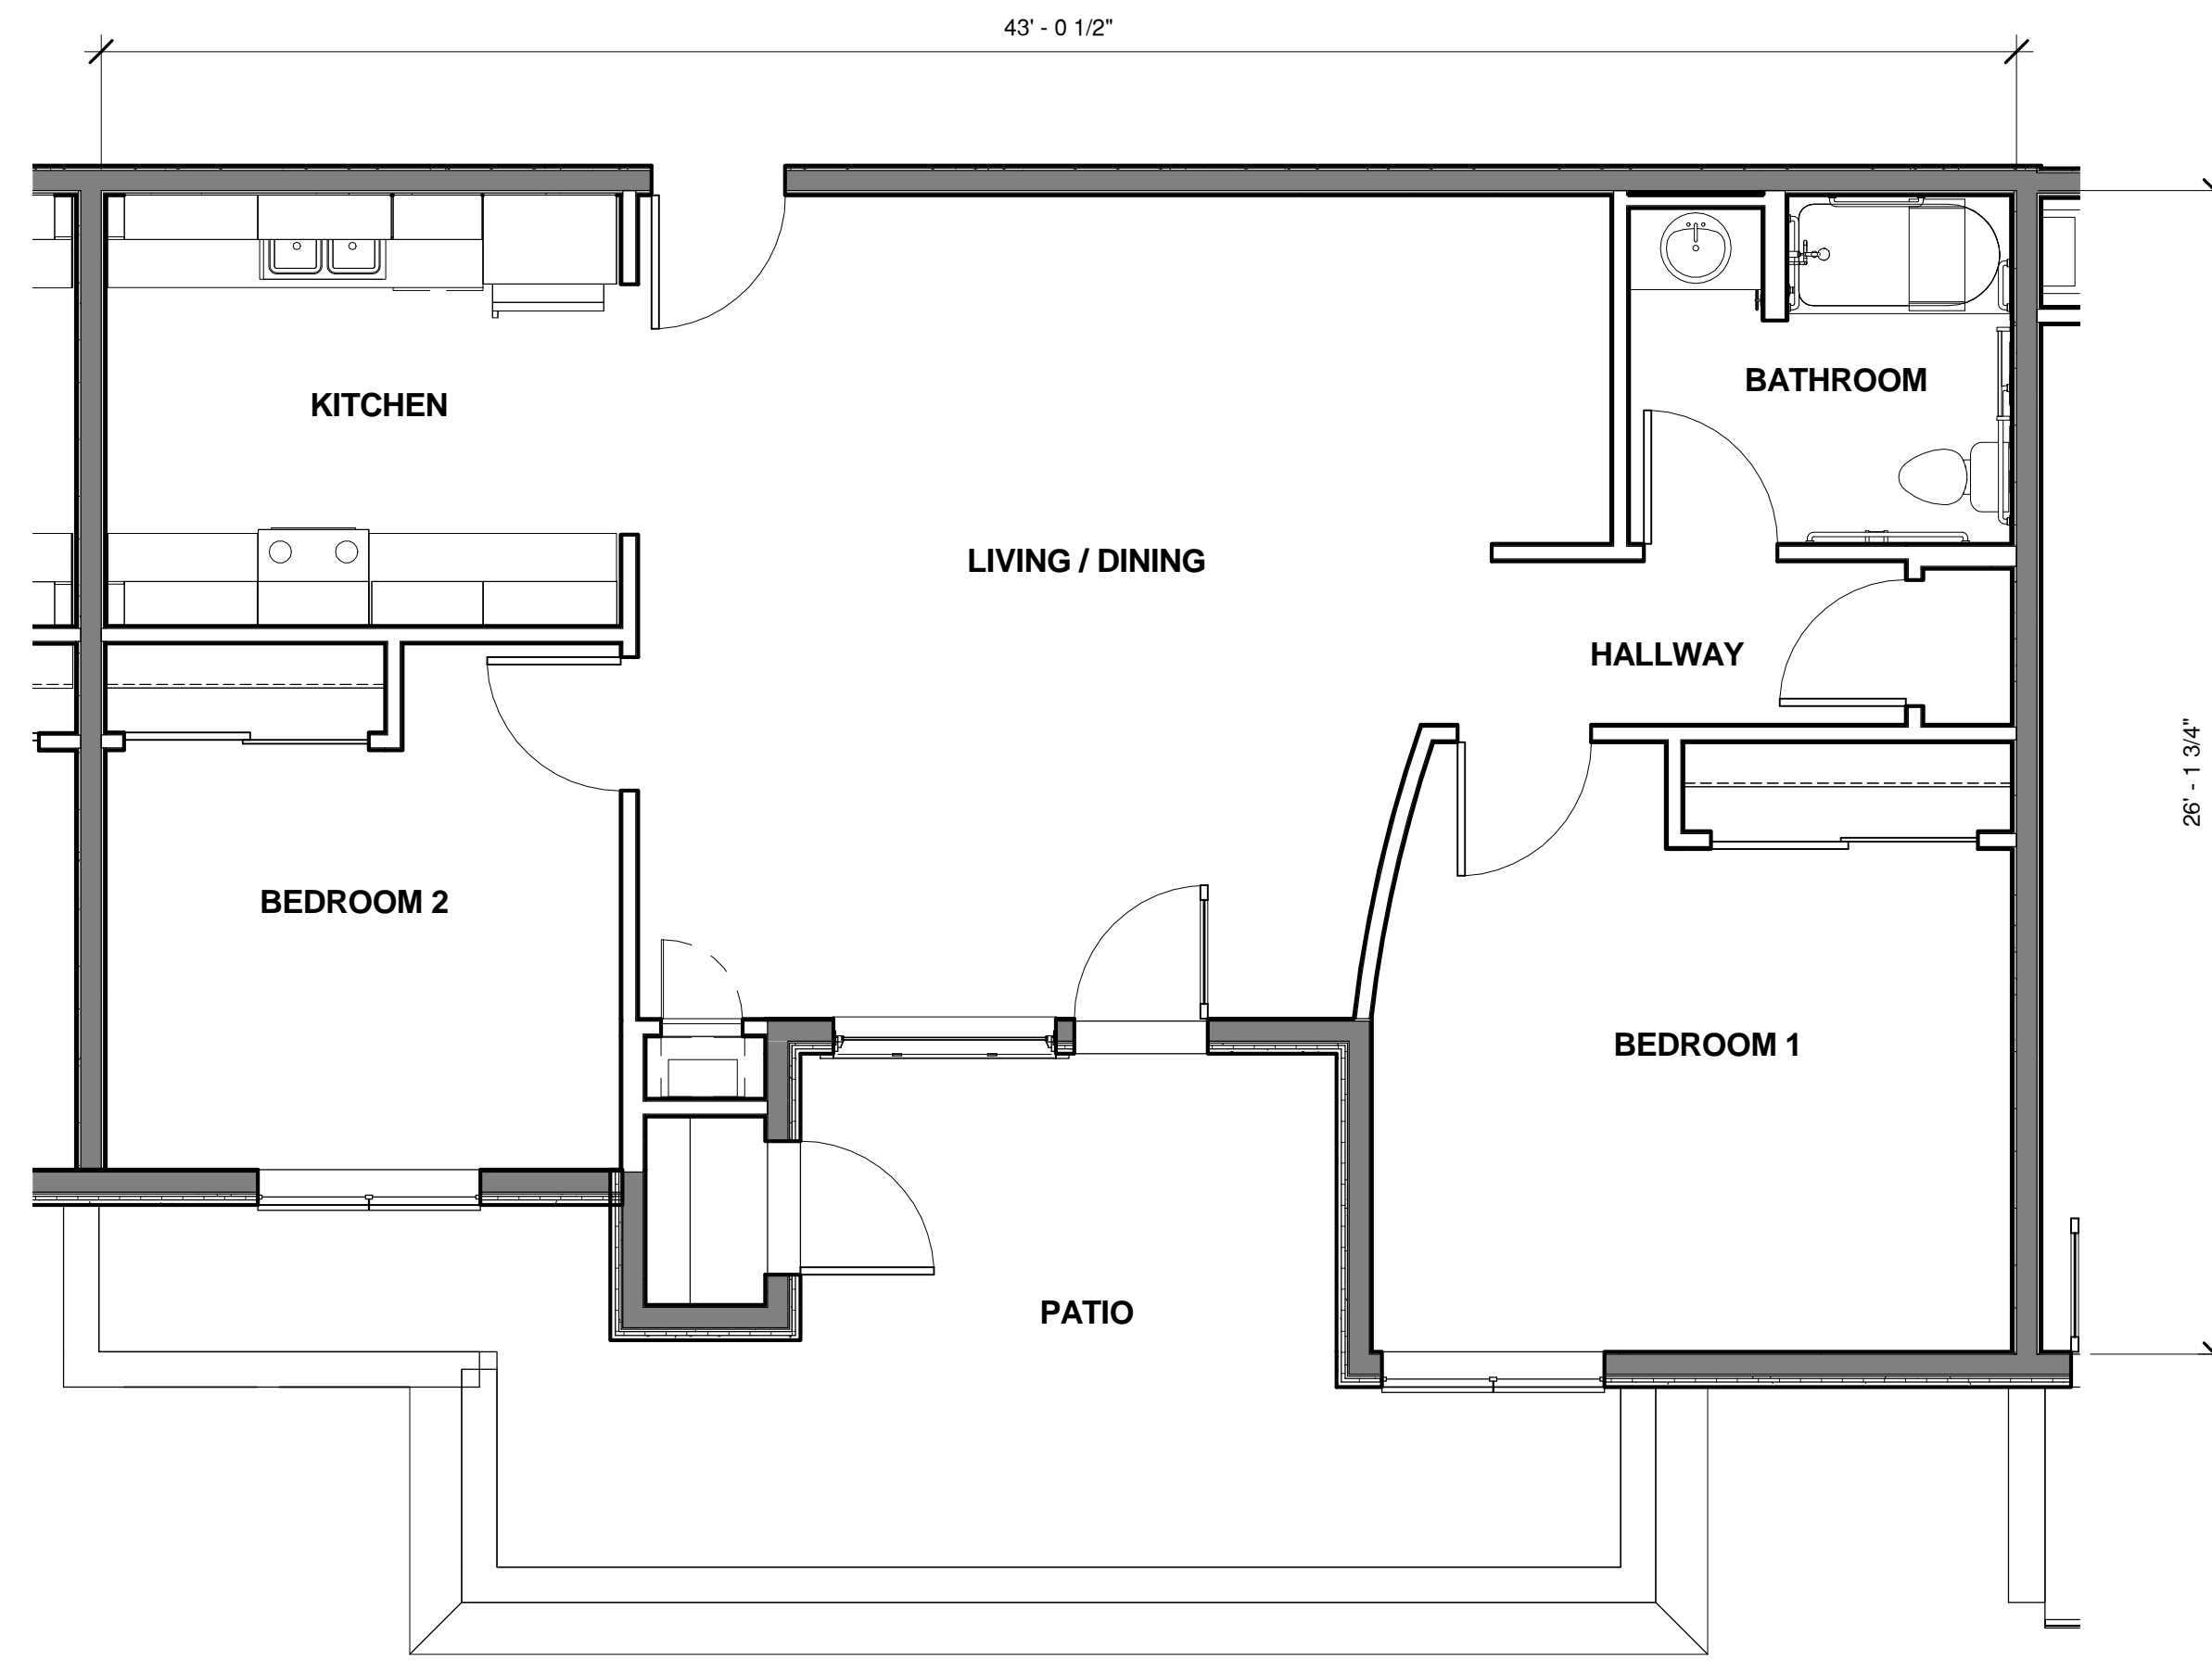 43' - 0 1/2"
BATHROOM
KITCHEN
LIVING / DINING
HALLWAY
26' - 1 3/4"
BEDROOM 2
BEDROOM 1
PATIO